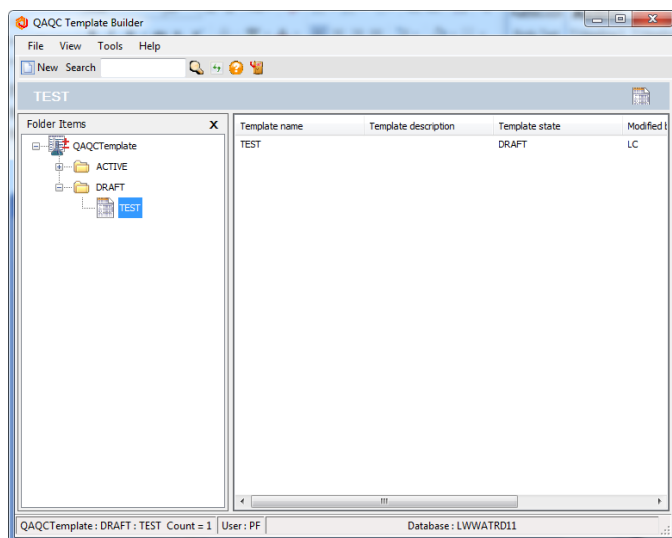 QAQC Template Builder
File View Tools Help
New Search
TEST
Folder Items X
Template name Template description Template state Modified b
QAQCTemplate
TEST DRAFT LC
ACTIVE
DRAFT
TEST
QAQCTemplate : DRAFT : TEST Count = 1 User : PF Database : LWWATRD11